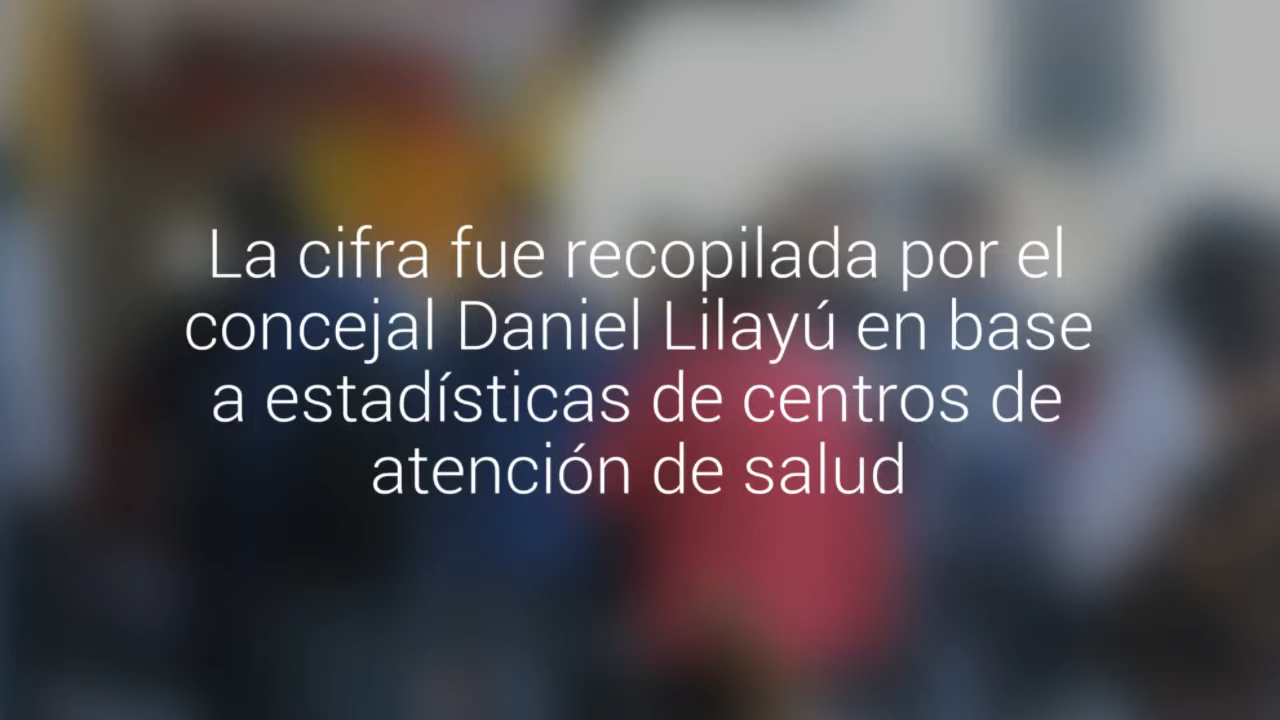 La cifra fue recopilada por el
concejal Daniel Lilayú en base
a estadísticas de centros de
atención de salud